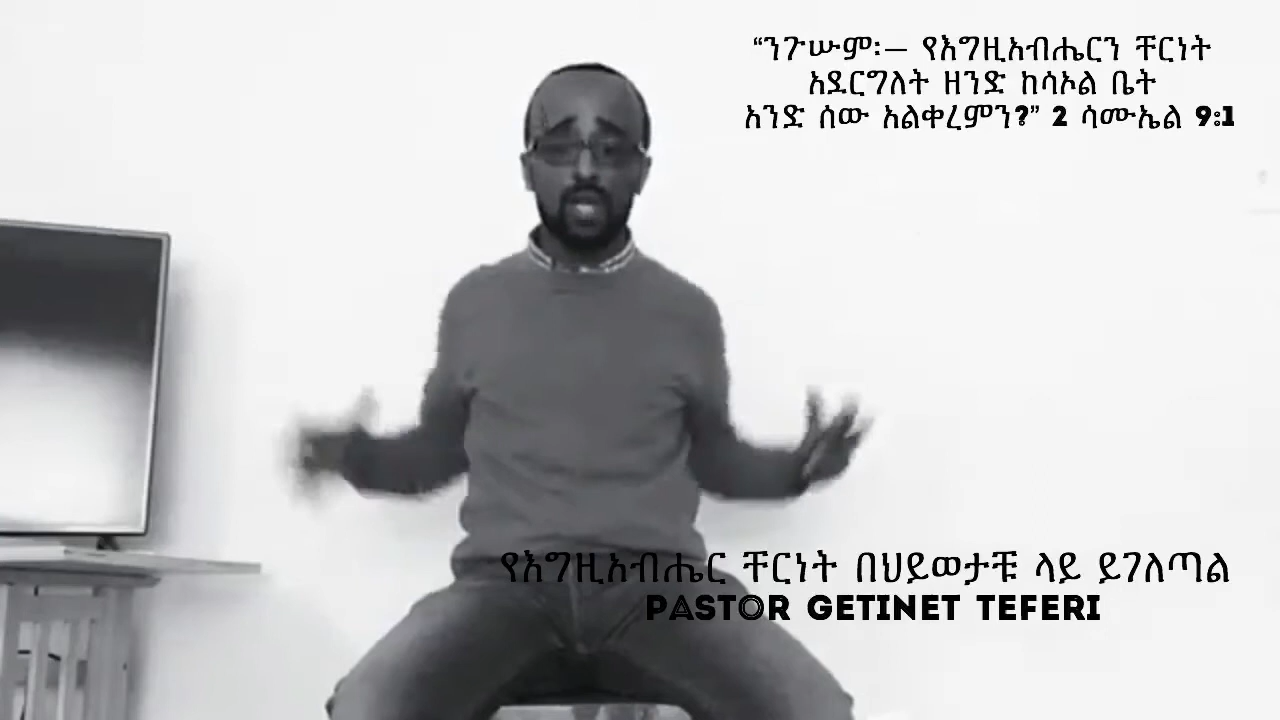 “ንጉሡም፡— የእግዚአብሔርን ቸርነት
አደርግለት ዘንድ ከሳኦል ቤት
አንድ ሰው አልቀረምን?” 2 ሳሙኤል 9፡1
የእግዚአብሔር ቸርነት በህይወታቹ ላይ ይገለጣል
PASTOR GETINET TEFERI